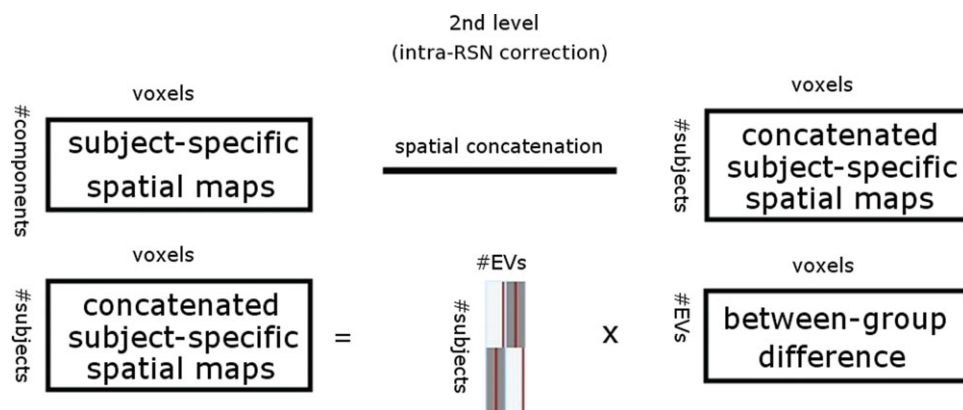 2nd level
(intra-RSN correction)
voxels
#components
subject-specific
spatial maps
spatial concatenation
voxels
#subjects
concatenated
subject-specific
spatial maps
voxels
#subjects
concatenated
subject-specific
spatial maps
=
#EVs
#subjects
x
voxels
#EVs
between-group
difference